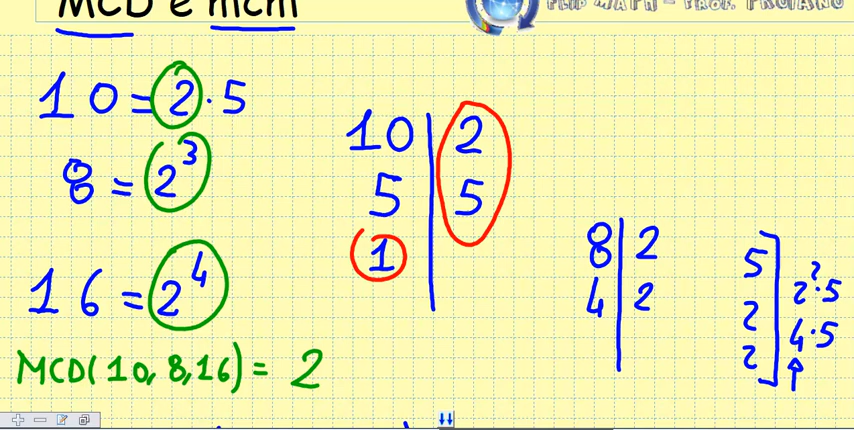 MCD e mcm
FLIP MATH - PROF. FROIANO
10 = 2 · 5
8 = 2³
16 = 2⁴
MCD(10, 8, 16) = 2
10 | 2
5 | 5
1 |
8 | 2
4 | 2
5
2
2
2² · 5
4 · 5